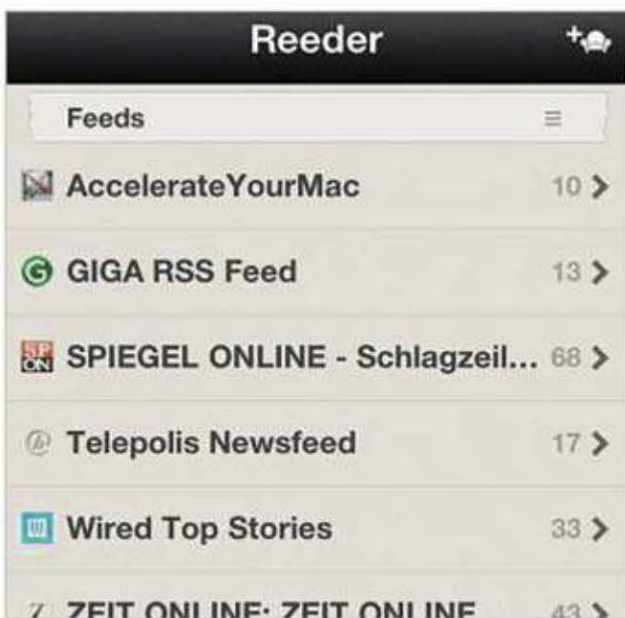 Reeder
Feeds
AccelerateYourMac 10
GIGA RSS Feed 13
SPIEGEL ONLINE - Schlagzeil... 68
Telepolis Newsfeed 17
Wired Top Stories 33
ZEIT ONLINE: ZEIT ONLINE 43